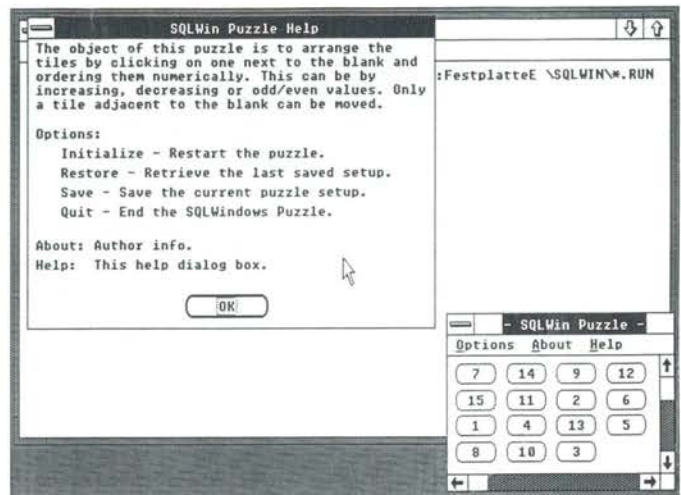 SQLWin Puzzle Help
The object of this puzzle is to arrange the
tiles by clicking on one next to the blank and
ordering them numerically. This can be by
increasing, decreasing or odd/even values. Only
a tile adjacent to the blank can be moved.
Options:
Initialize - Restart the puzzle.
Restore - Retrieve the last saved setup.
Save - Save the current puzzle setup.
Quit - End the SQLWindows Puzzle.
About: Author info.
Help: This help dialog box.
OK
:FestplatteE \SQLWIN\*.RUN
- SQLWin Puzzle -
Options About Help
7 14 9 12
15 11 2 6
1 4 13 5
8 10 3